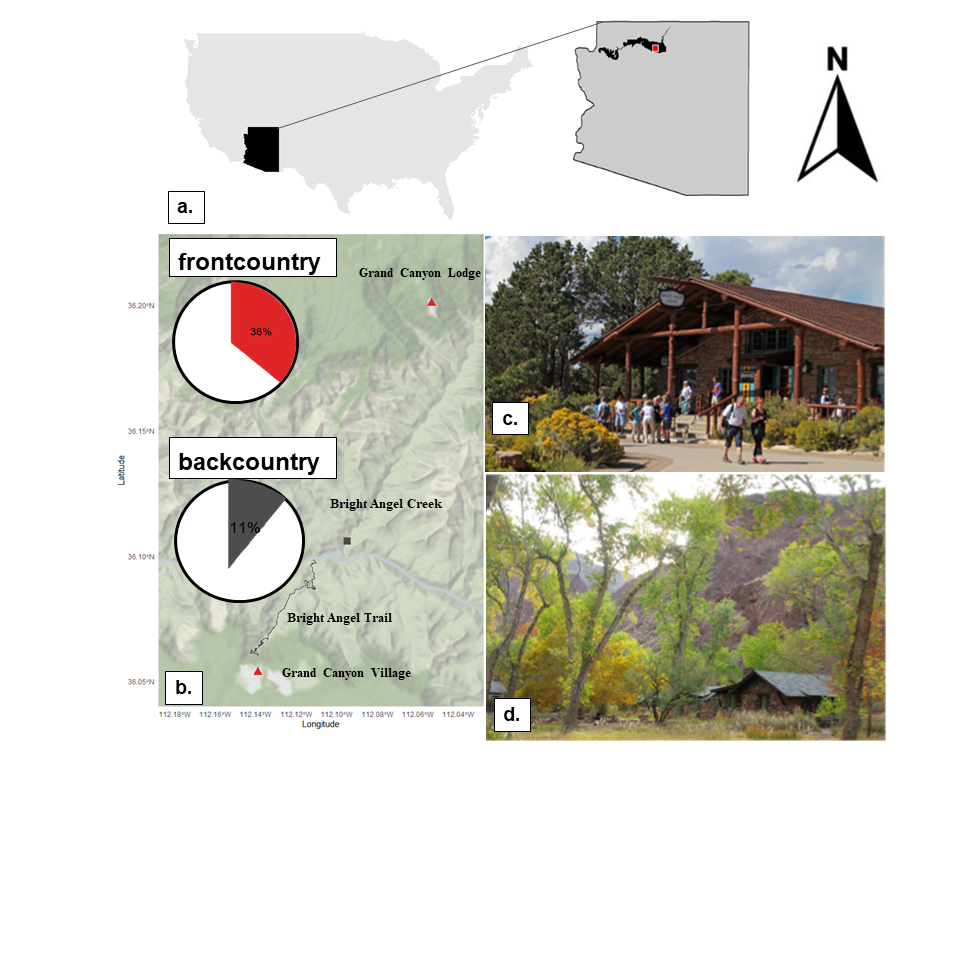 N
a.
frontcountry
Grand Canyon Lodge
36%
36.20°N
36.15°N
c.
backcountry
Latitude
Bright Angel Creek
11%
36.10°N
Bright Angel Trail
Grand Canyon Village
36.05°N
b.
d.
112.18°W 112.16°W 112.14°W 112.12°W 112.10°W 112.08°W 112.06°W 112.04°W
Longitude